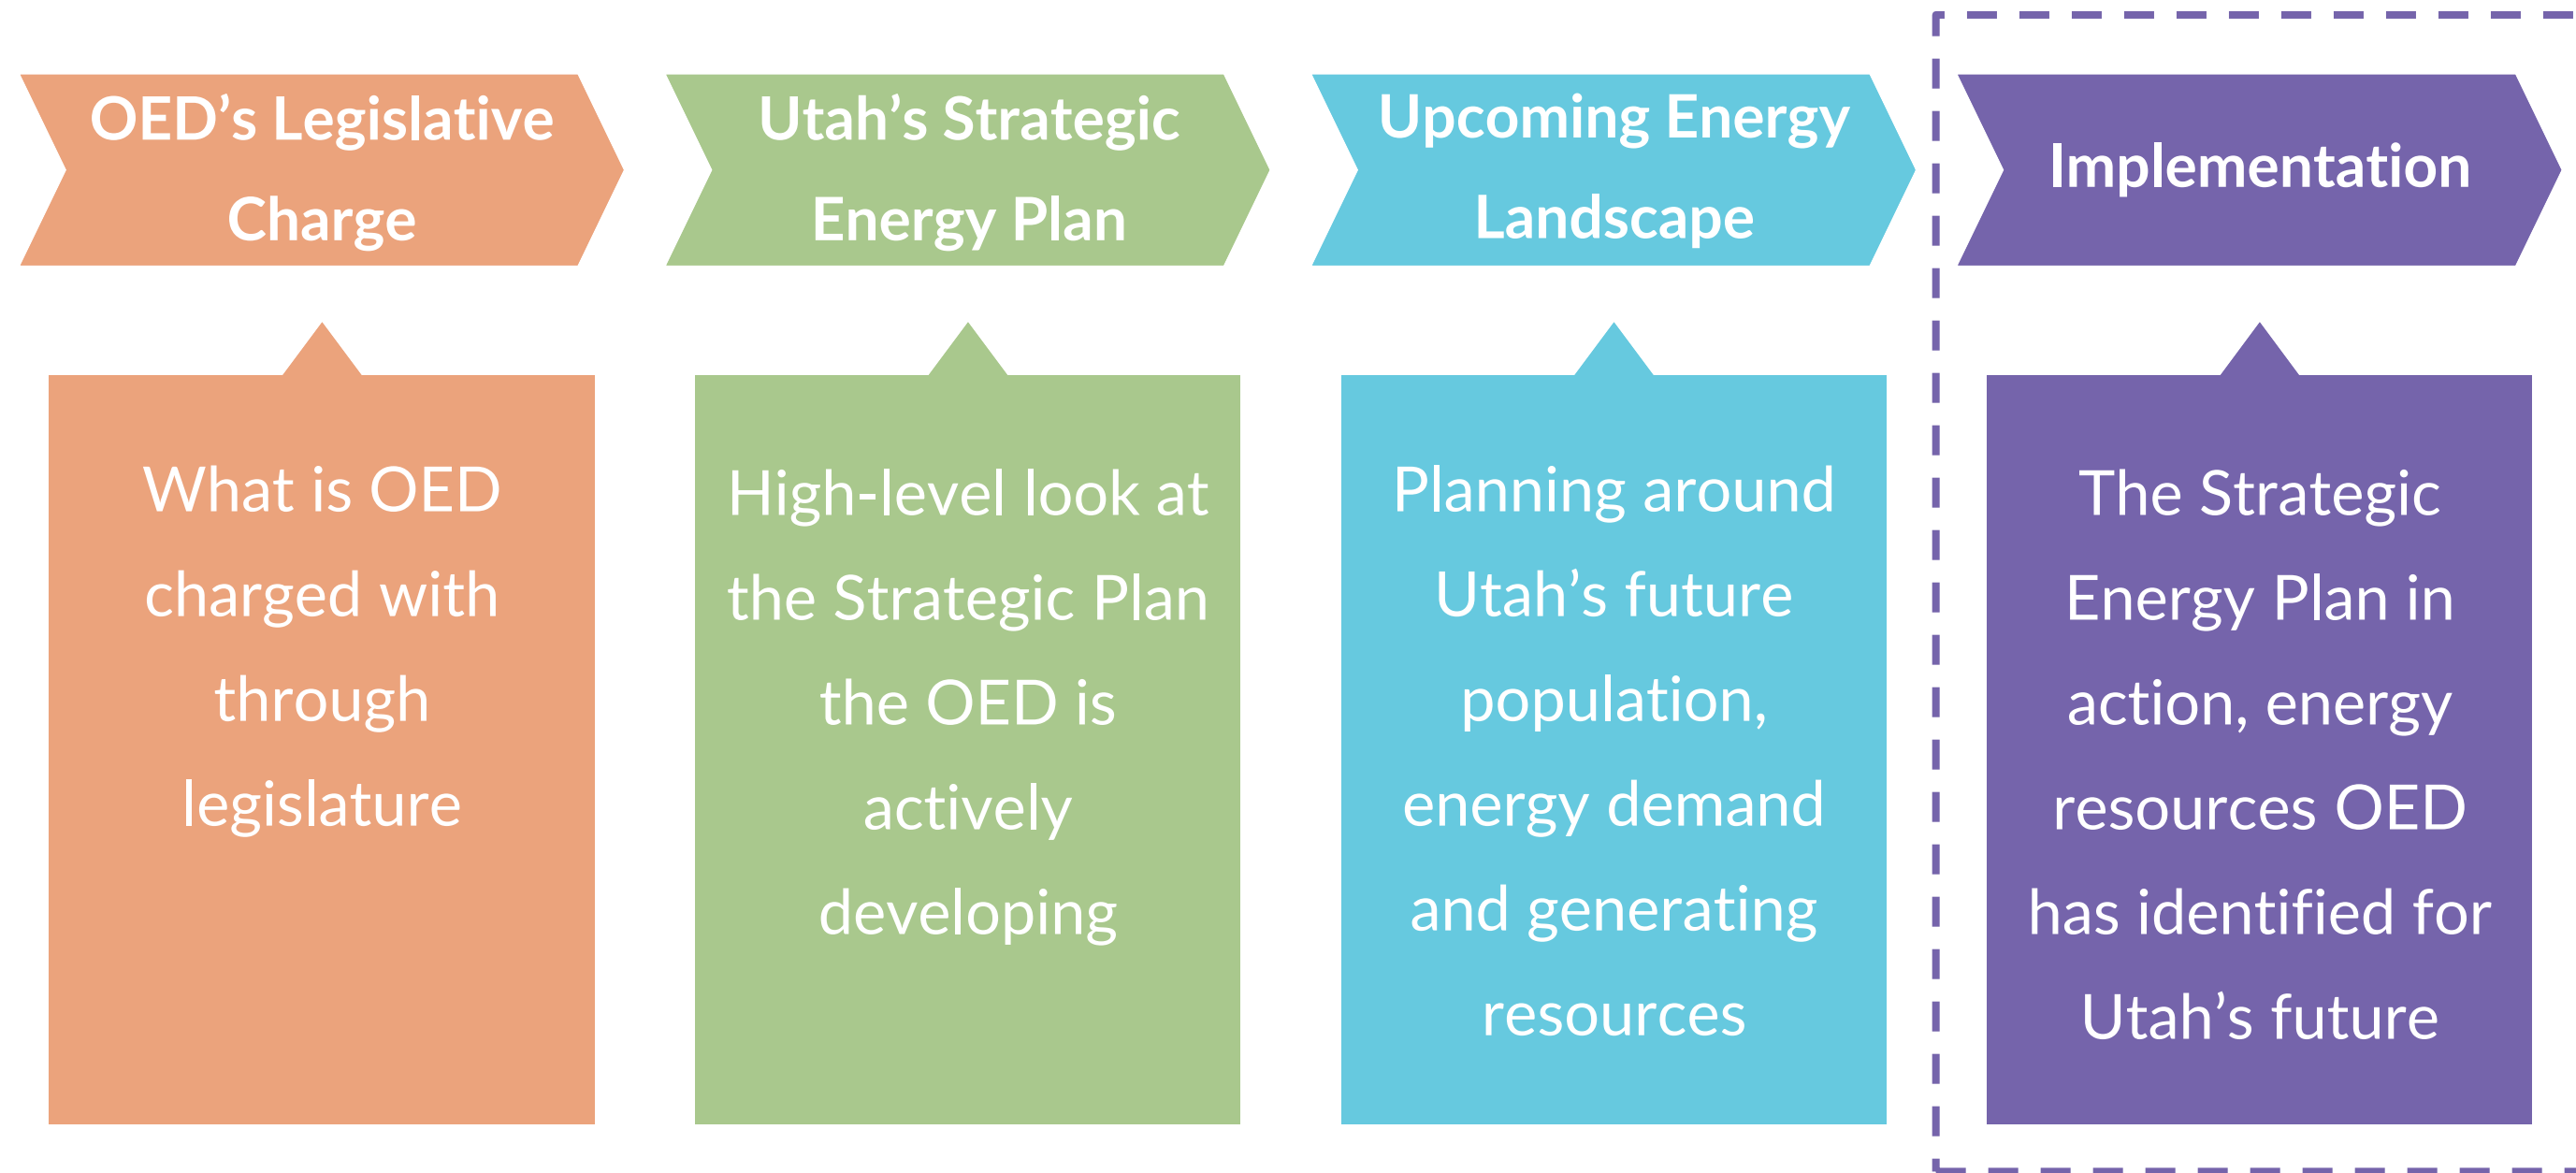 OED’s Legislative
Charge
Utah’s Strategic
Energy Plan
Upcoming Energy
Landscape
Implementation
What is OED
charged with
through
legislature
High-level look at
the Strategic Plan
the OED is
actively
developing
Planning around
Utah’s future
population,
energy demand
and generating
resources
The Strategic
Energy Plan in
action, energy
resources OED
has identified for
Utah’s future